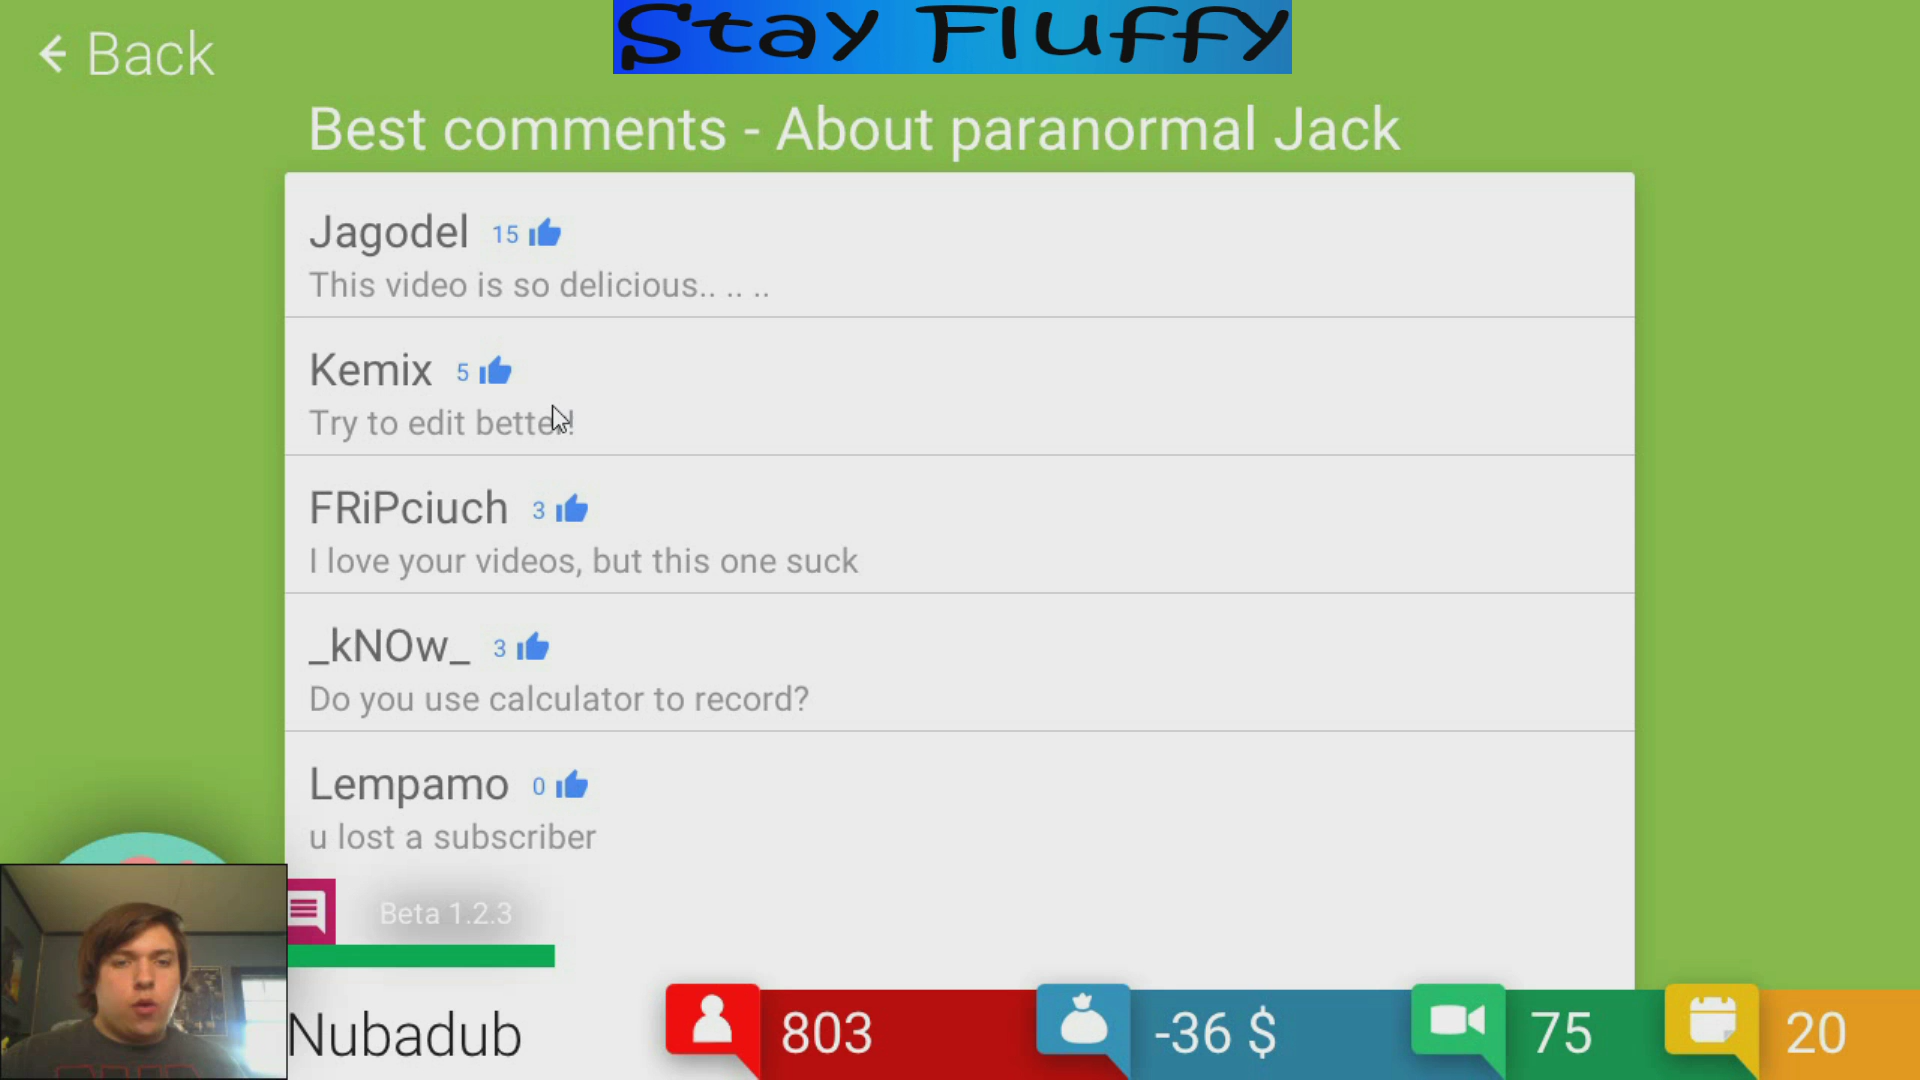 Stay Fluffy
Back
Best comments - About paranormal Jack
Jagodel 15
This video is so delicious.. .. ..
Kemix 5
Try to edit better!
FRiPciuch 3
I love your videos, but this one suck
_kNOw_ 3
Do you use calculator to record?
Lempamo 0
u lost a subscriber
Beta 1.2.3
Nubadub
803
-36 $
75
20